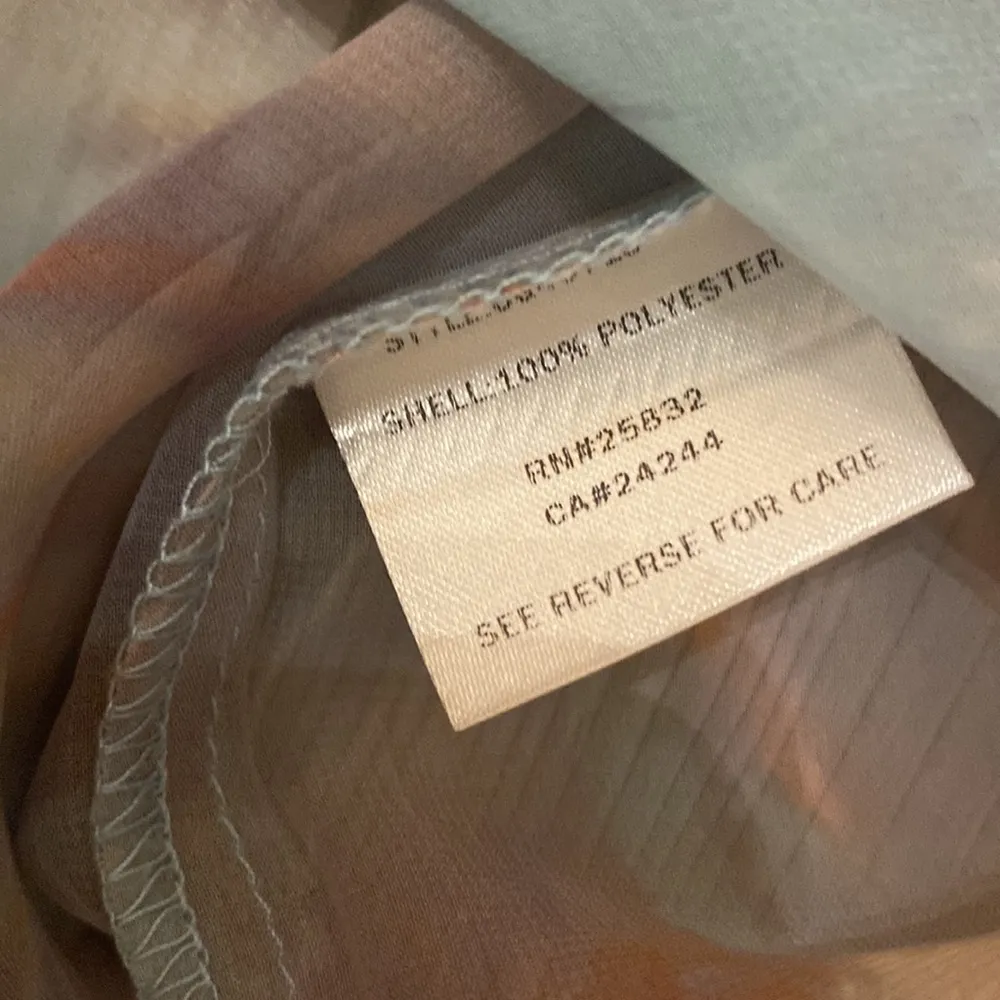 SHELL:100% POLYESTER
RN#25832
CA#24244
SEE REVERSE FOR CARE